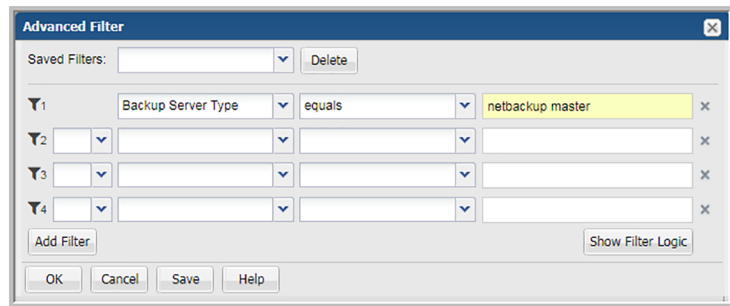 Advanced Filter
Saved Filters: Delete
1 Backup Server Type equals netbackup master
2
3
4
Add Filter Show Filter Logic
OK Cancel Save Help